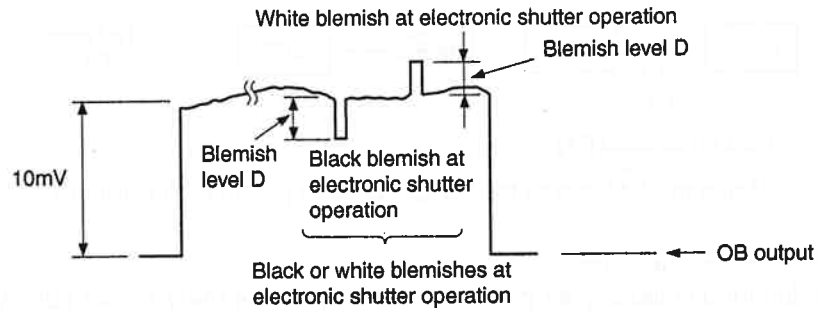 White blemish at electronic shutter operation
Blemish level D
10mV
Blemish
level D
Black blemish at
electronic shutter
operation
OB output
Black or white blemishes at
electronic shutter operation